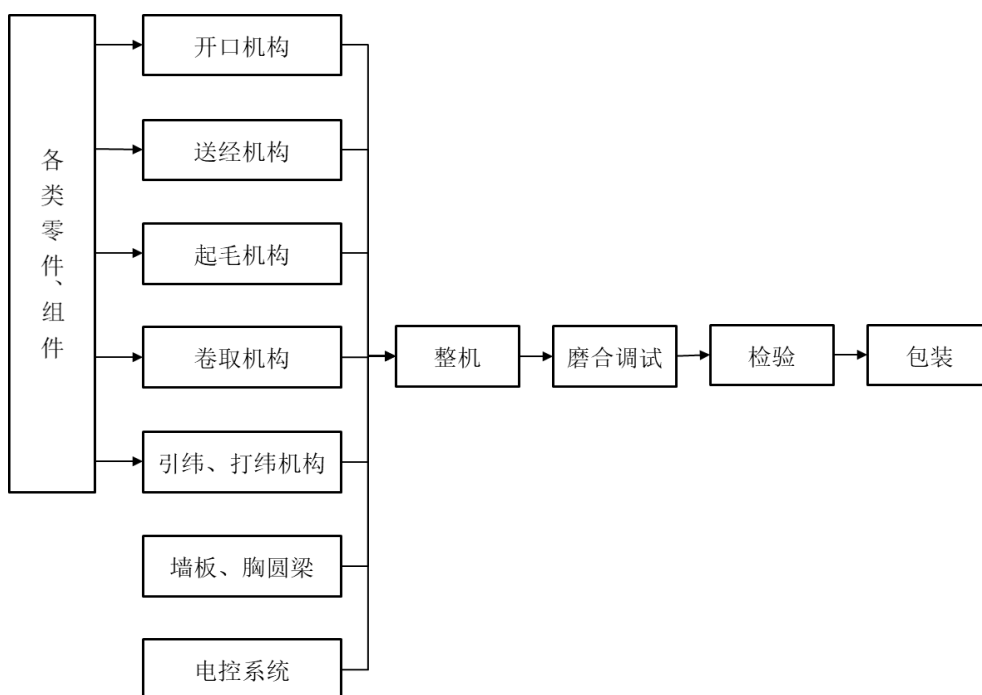 各类零件、组件
开口机构
送经机构
起毛机构
卷取机构
引纬、打纬机构
墙板、胸圆梁
电控系统
整机
磨合调试
检验
包装